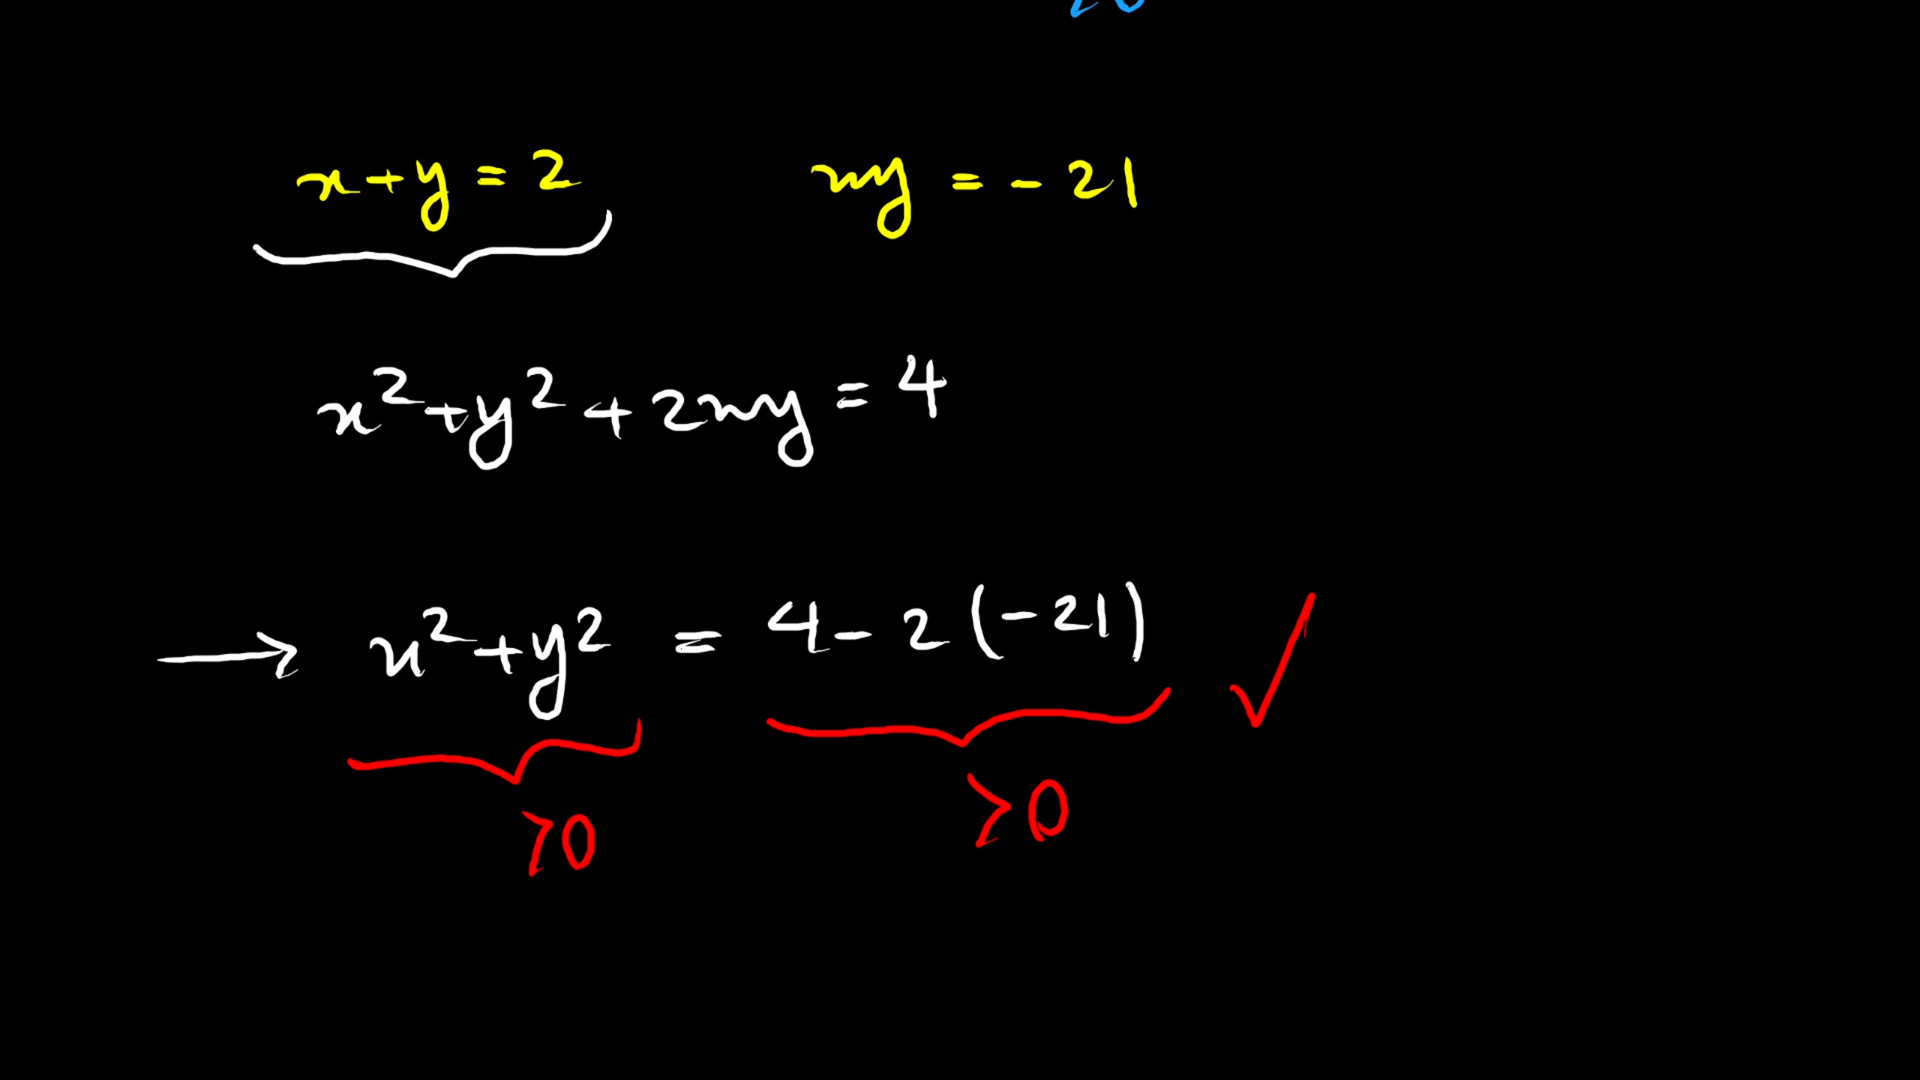 x+y=2 xy=-21
x²+y²+2xy=4
→ x²+y² = 4-2(-21) ✓
>0 >0